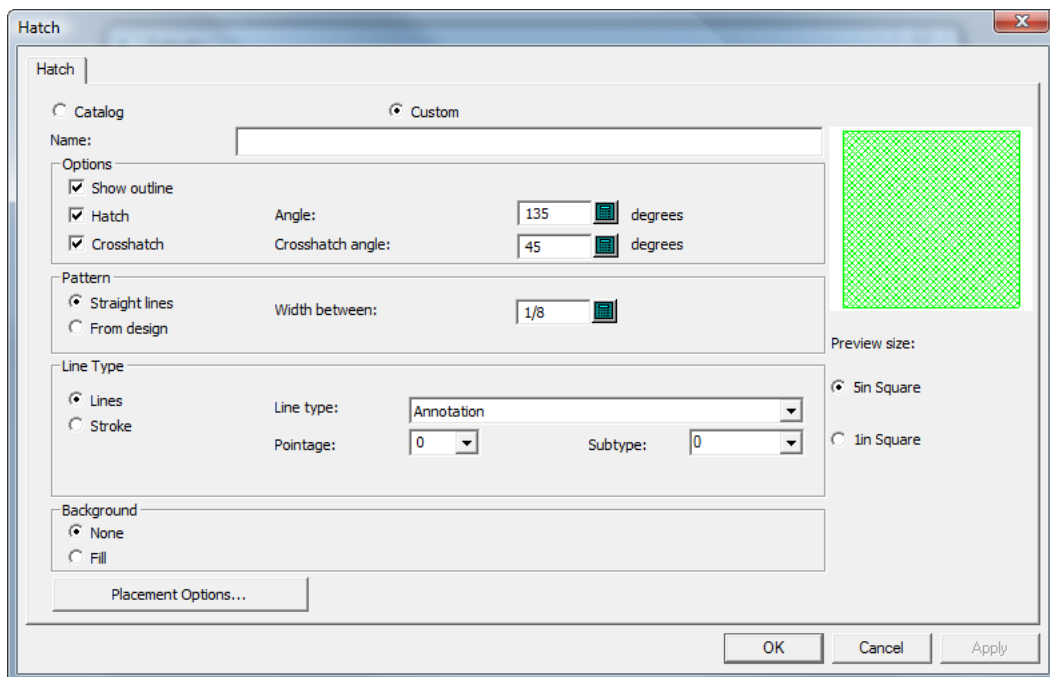 Hatch
Hatch
Catalog
Custom
Name:
Options
Show outline
Hatch
Angle:
135
degrees
Crosshatch
Crosshatch angle:
45
degrees
Pattern
Straight lines
Width between:
1/8
From design
Preview size:
Line Type
5in Square
Lines
Line type:
Annotation
Stroke
Pointage:
0
Subtype:
0
1in Square
Background
None
Fill
Placement Options...
OK
Cancel
Apply